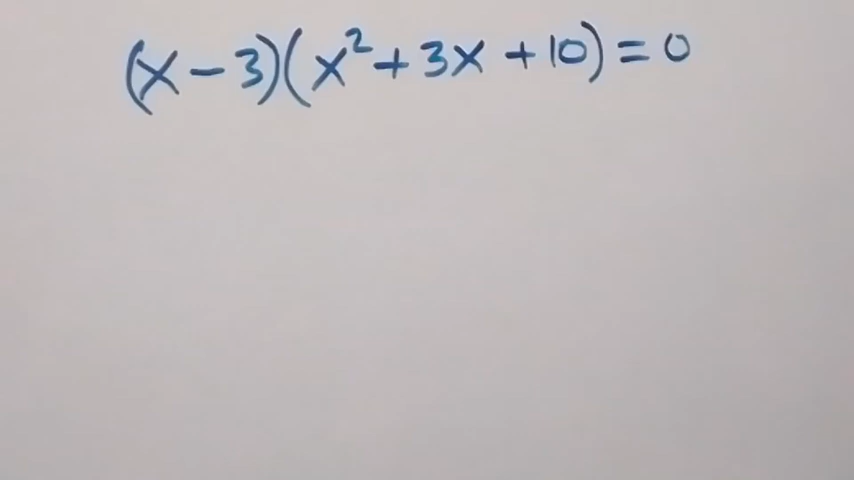 (x - 3)(x² + 3x + 10) = 0